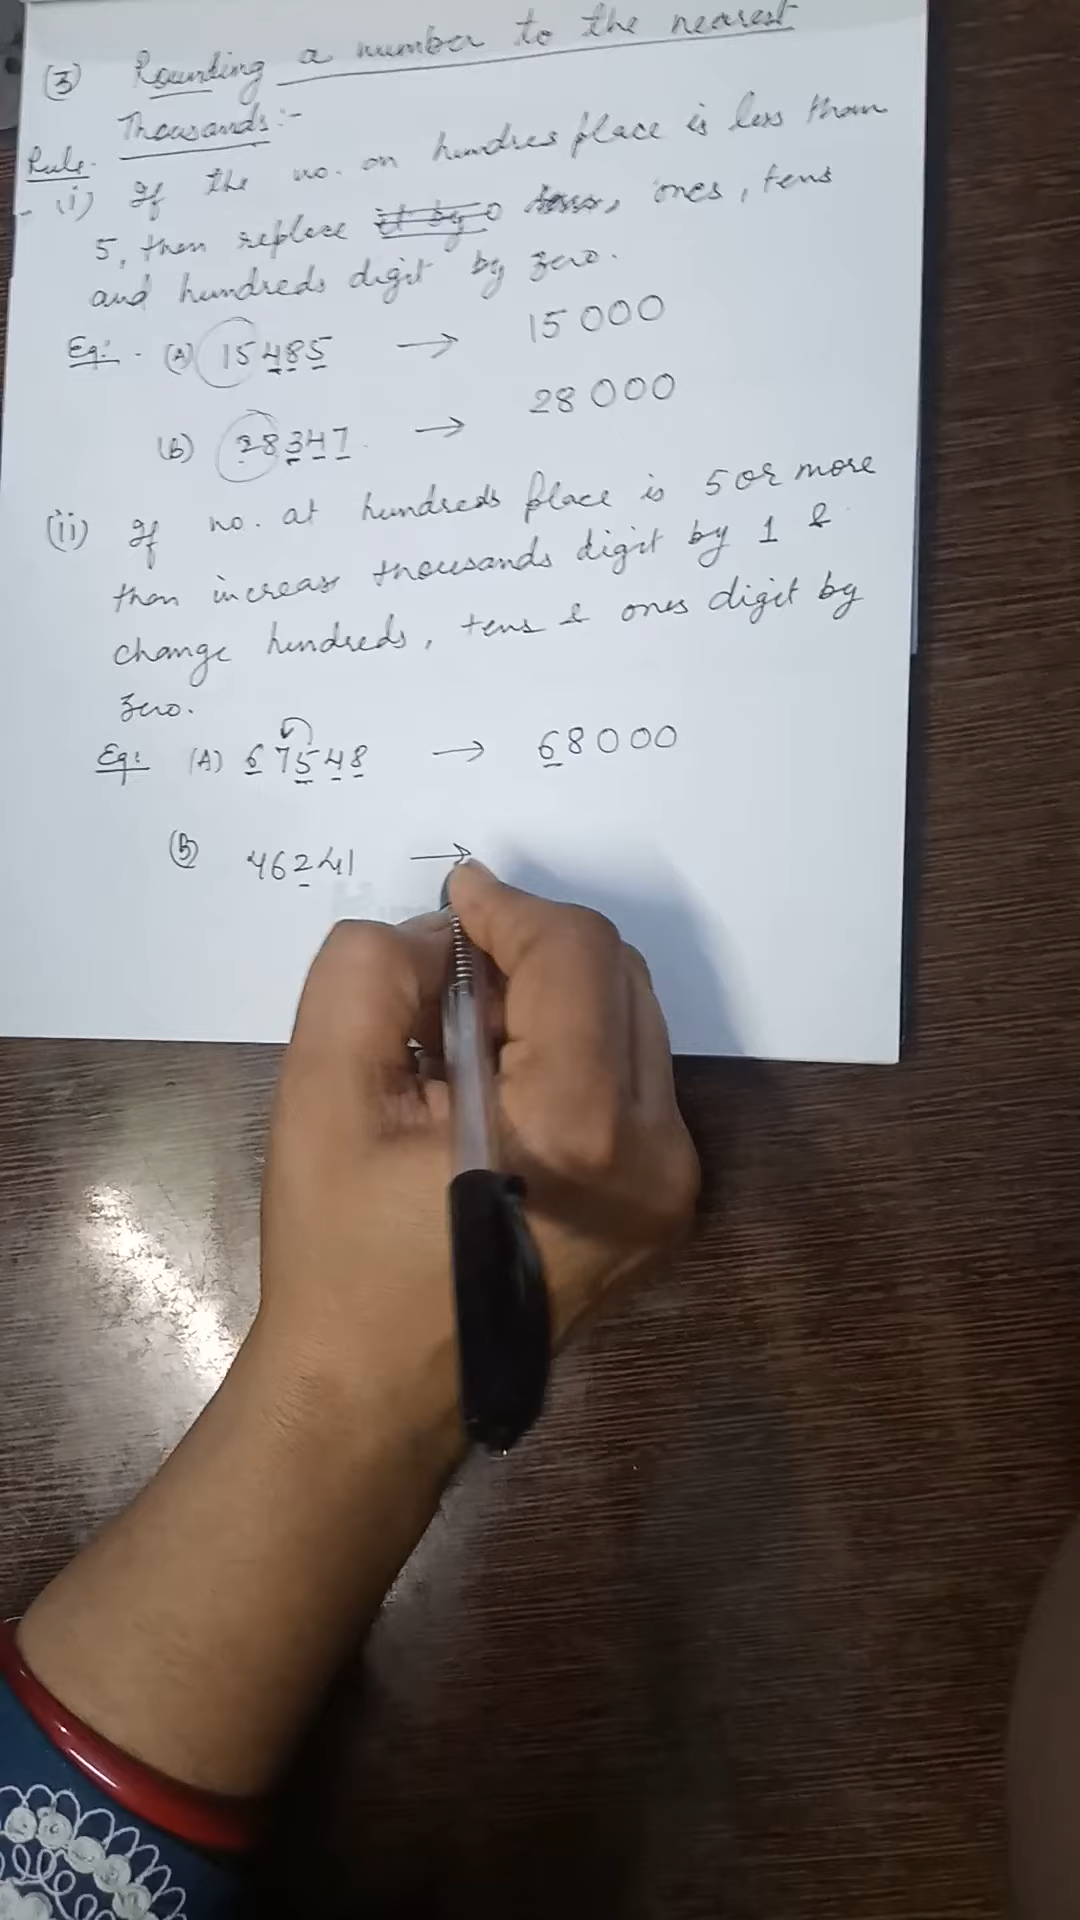 (3) Rounding a number to the nearest
Thousands:-
Rule.
- (i) If the no. on hundres place is less than
5, then replace it by 0 ones, tens
and hundreds digit by zero.
Eg:- (A) 15485 → 15000
(b) 28347 → 28000
(ii) If no. at hundreds place is 5 or more
than increase thousands digit by 1 &
change hundreds, tens & ones digit by
zero.
Eg: (A) 67548 → 68000
(B) 46241 →